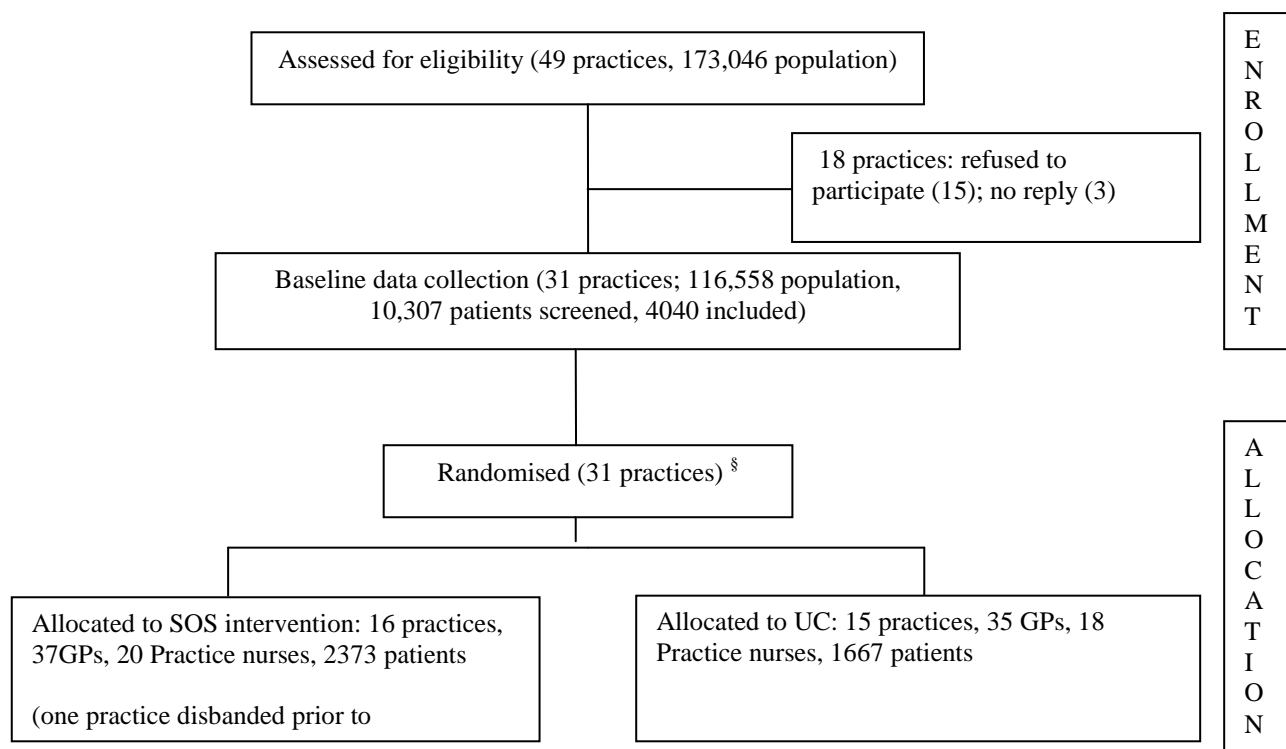 Assessed for eligibility (49 practices, 173,046 population)
18 practices: refused to
participate (15); no reply (3)
Baseline data collection (31 practices; 116,558 population,
10,307 patients screened, 4040 included)
E
N
R
O
L
L
M
E
N
T
Randomised (31 practices) §
Allocated to SOS intervention: 16 practices,
37GPs, 20 Practice nurses, 2373 patients
(one practice disbanded prior to
Allocated to UC: 15 practices, 35 GPs, 18
Practice nurses, 1667 patients
A
L
L
O
C
A
T
I
O
N